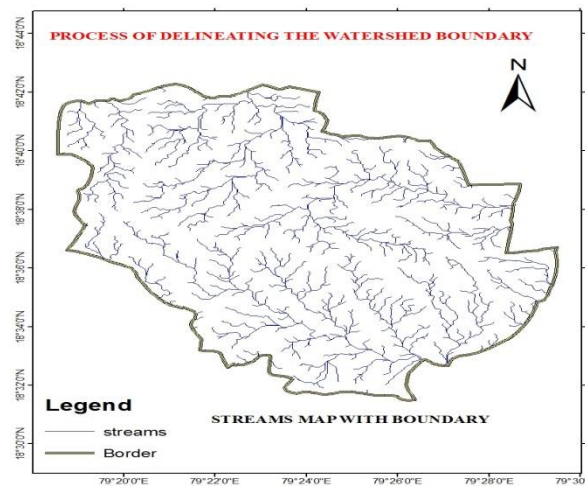 PROCESS OF DELINEATING THE WATERSHED BOUNDARY
N
18°44'0"N
18°42'0"N
18°40'0"N
18°38'0"N
18°36'0"N
18°34'0"N
18°32'0"N
18°30'0"N
Legend
streams
Border
STREAMS MAP WITH BOUNDARY
79°20'0"E
79°22'0"E
79°24'0"E
79°26'0"E
79°28'0"E
79°30